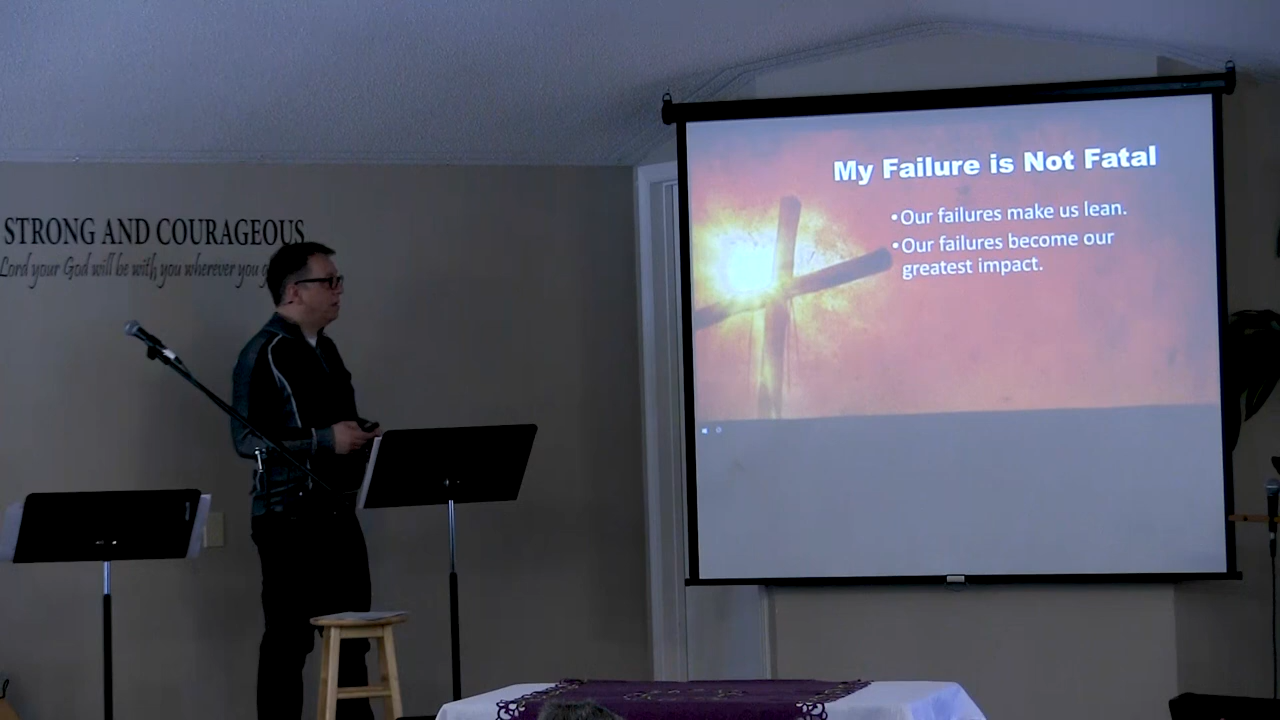 STRONG AND COURAGEOUS
Lord your God will be with you wherever you
My Failure is Not Fatal
•Our failures make us lean.
•Our failures become our
greatest impact.